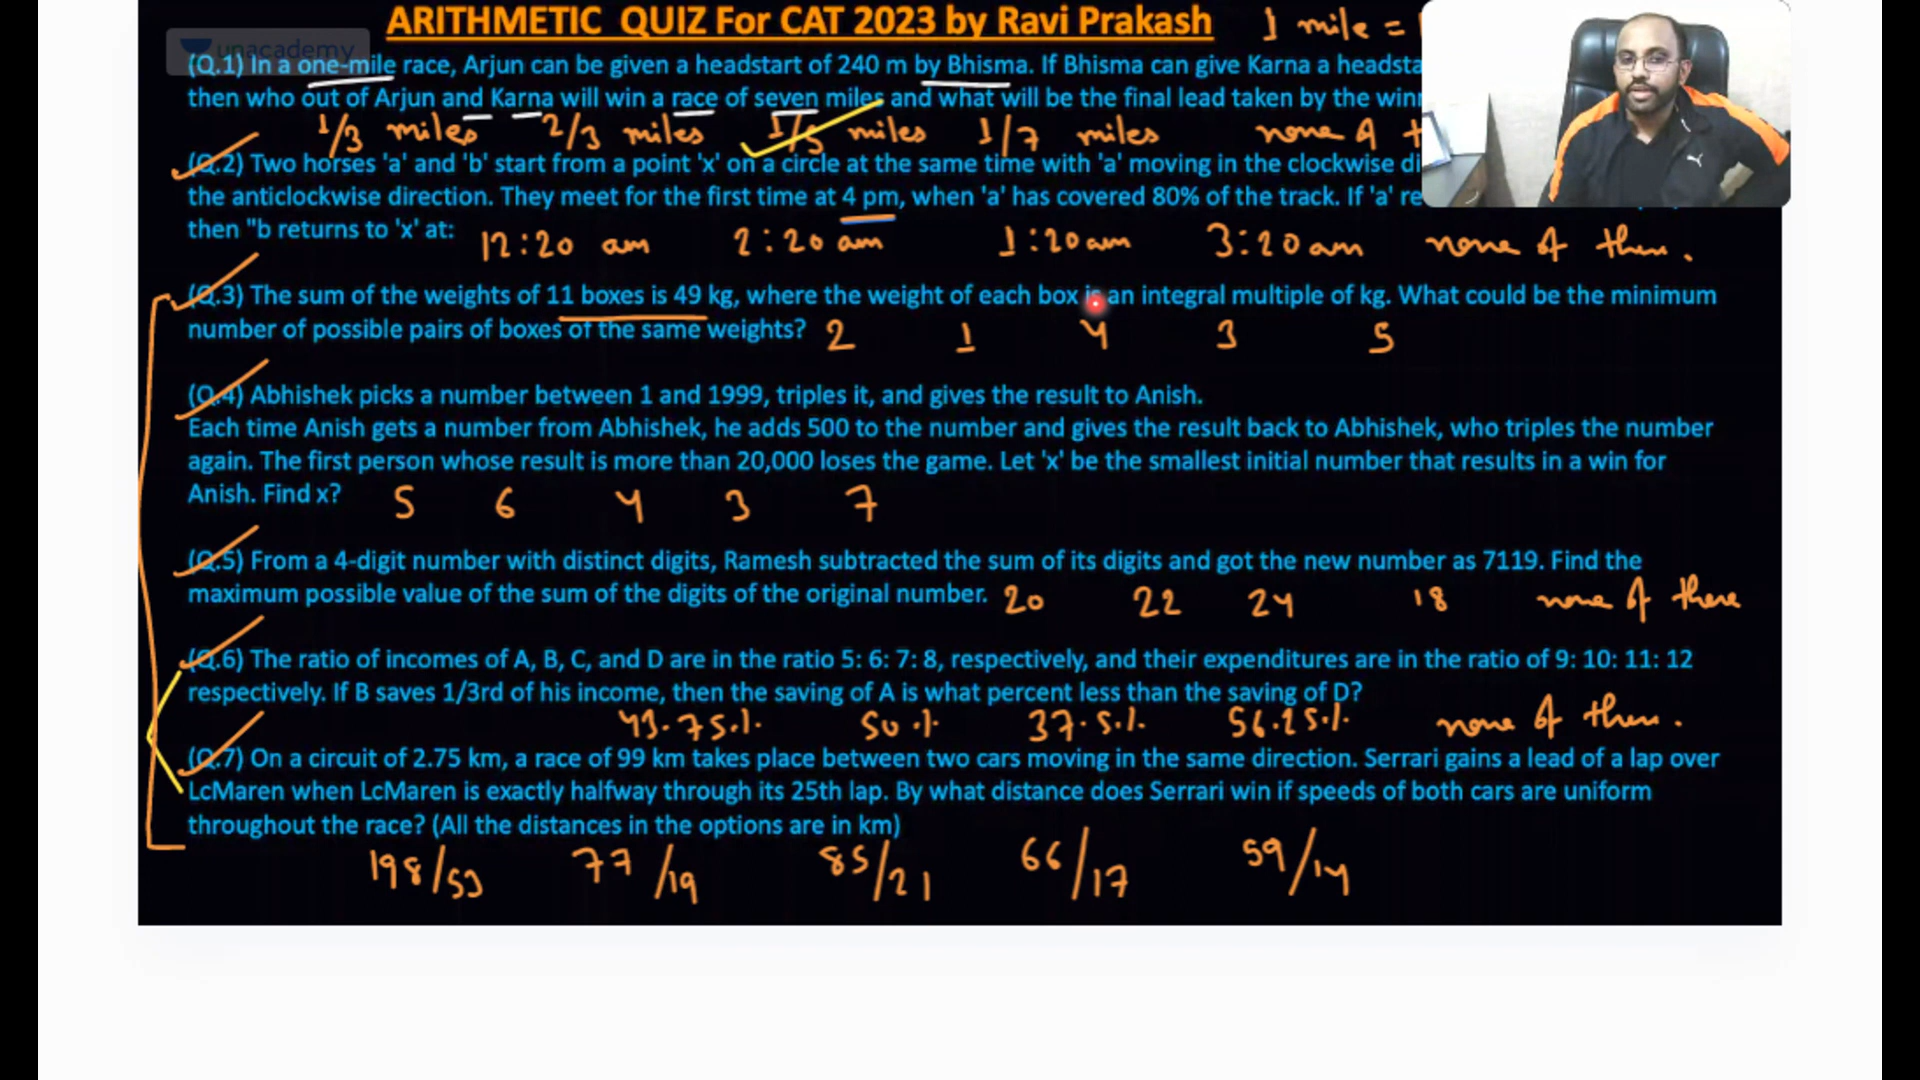 ARITHMETIC QUIZ For CAT 2023 by Ravi Prakash 1 mile =
unacademy
(Q.1) In a one-mile race, Arjun can be given a headstart of 240 m by Bhisma. If Bhisma can give Karna a headsta
then who out of Arjun and Karna will win a race of seven miles and what will be the final lead taken by the winn
1/3 miles 2/3 miles 1/5 miles 1/7 miles none of t
(Q.2) Two horses 'a' and 'b' start from a point 'x' on a circle at the same time with 'a' moving in the clockwise di
the anticlockwise direction. They meet for the first time at 4 pm, when 'a' has covered 80% of the track. If 'a' re
then "b returns to 'x' at: 12:20 am 2:20 am 1:20 am 3:20 am none of them.
(Q.3) The sum of the weights of 11 boxes is 49 kg, where the weight of each box is an integral multiple of kg. What could be the minimum
number of possible pairs of boxes of the same weights? 2 1 4 3 5
(Q.4) Abhishek picks a number between 1 and 1999, triples it, and gives the result to Anish.
Each time Anish gets a number from Abhishek, he adds 500 to the number and gives the result back to Abhishek, who triples the number
again. The first person whose result is more than 20,000 loses the game. Let 'x' be the smallest initial number that results in a win for
Anish. Find x? 5 6 4 3 7
(Q.5) From a 4-digit number with distinct digits, Ramesh subtracted the sum of its digits and got the new number as 7119. Find the
maximum possible value of the sum of the digits of the original number. 20 22 24 18 none of these
(Q.6) The ratio of incomes of A, B, C, and D are in the ratio 5: 6: 7: 8, respectively, and their expenditures are in the ratio of 9: 10: 11: 12
respectively. If B saves 1/3rd of his income, then the saving of A is what percent less than the saving of D?
43.75% 50% 37.5% 56.25% none of them.
(Q.7) On a circuit of 2.75 km, a race of 99 km takes place between two cars moving in the same direction. Serrari gains a lead of a lap over
LcMaren when LcMaren is exactly halfway through its 25th lap. By what distance does Serrari win if speeds of both cars are uniform
throughout the race? (All the distances in the options are in km)
198/53 77/19 85/21 66/17 59/14